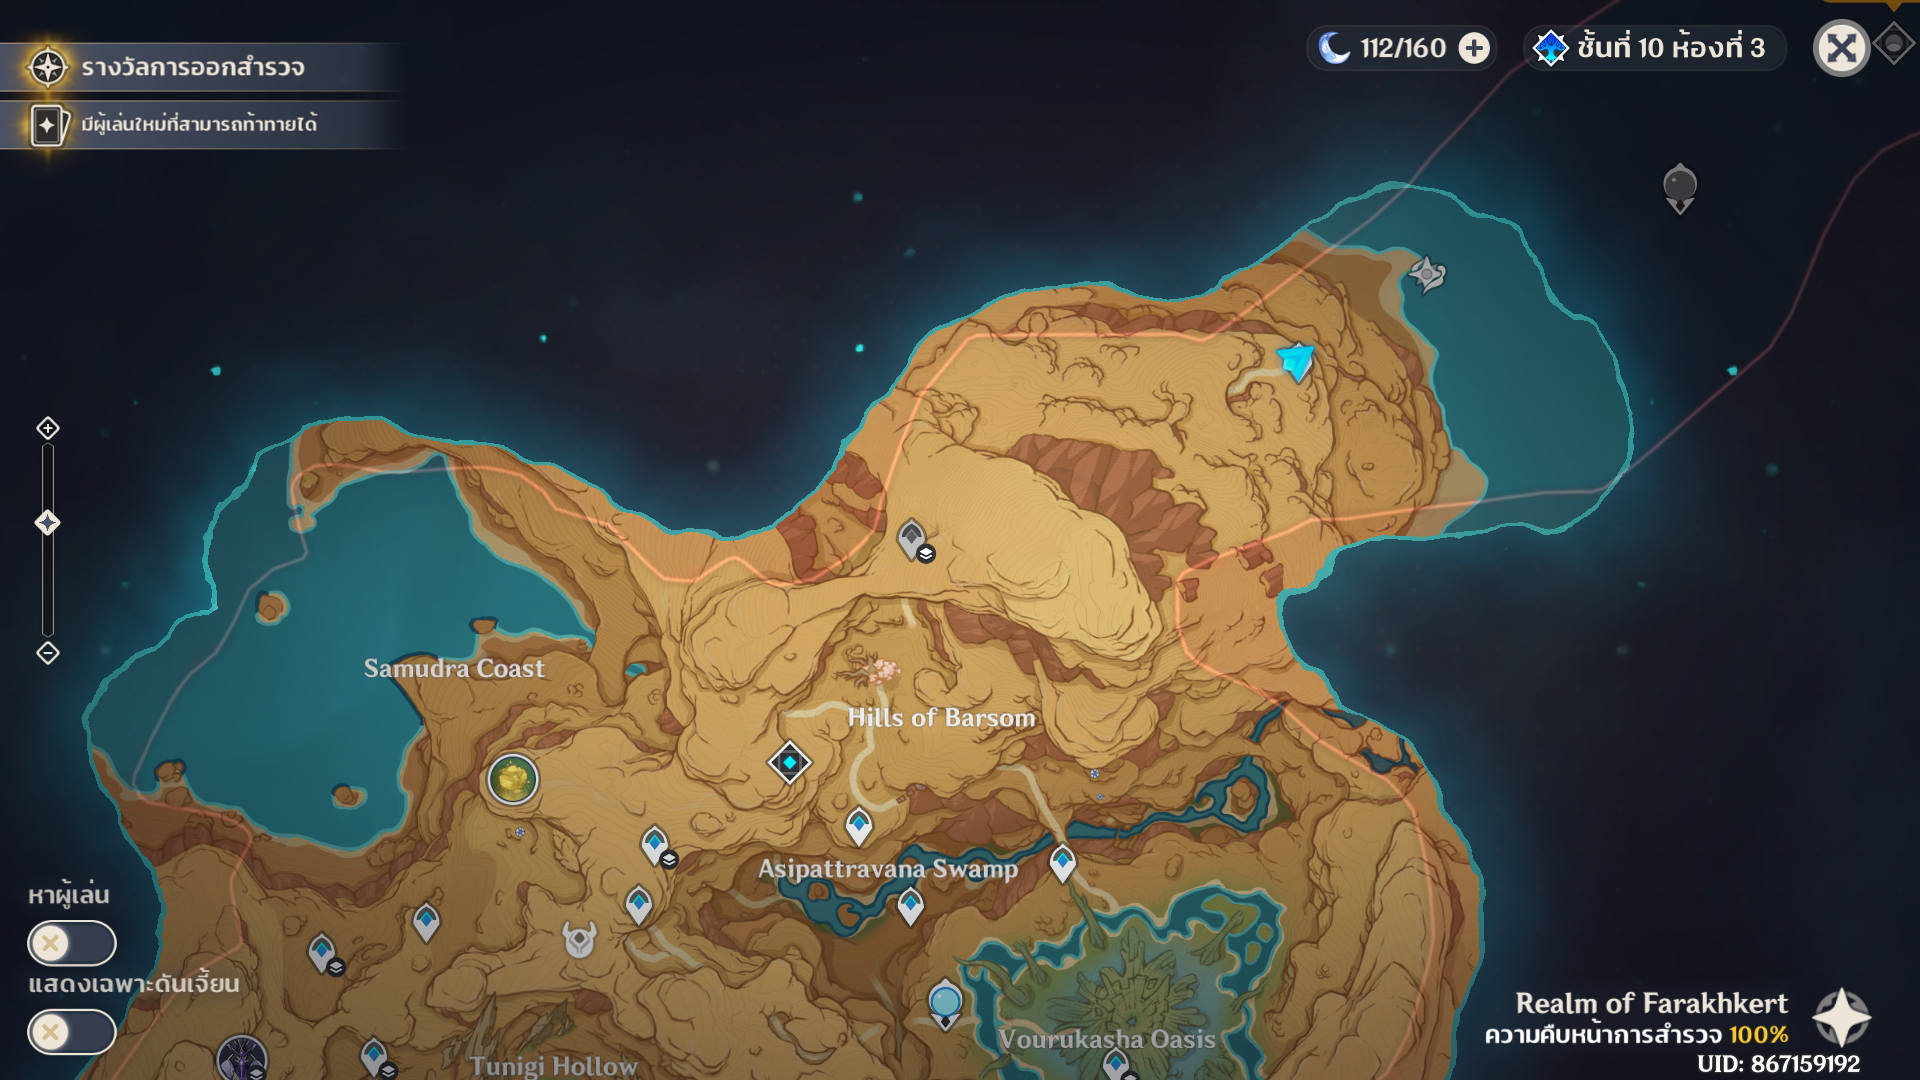 รางวัลการออกสำรวจ
มีผู้เล่นใหม่ที่สามารถท้าทายได้
112/160
ชั้นที่ 10 ห้องที่ 3
Samudra Coast
Hills of Barsom
Asipattravana Swamp
Vourukasha Oasis
Tunigi Hollow
หาผู้เล่น
แสดงเฉพาะดันเจี้ยน
Realm of Farakhkert
ความคืบหน้าการสำรวจ 100%
UID: 867159192